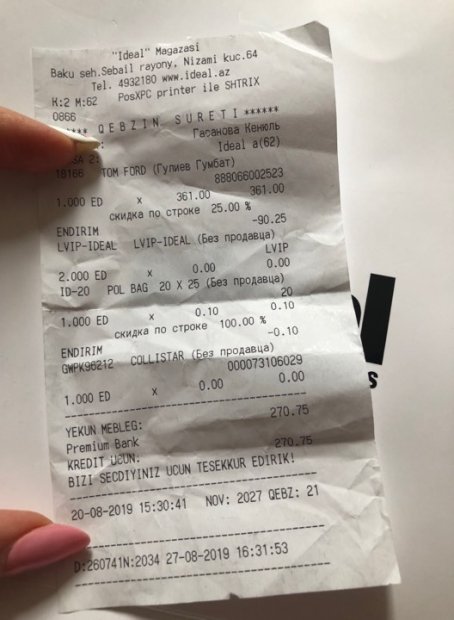 "Ideal" Magazasi
Baku seh.Sebail rayony, Nizami kuc.64
Tel. 4932180 www.ideal.az
K:2 M:62 PosXPC printer ile SHTRIX
0866
**** QEBZIN SURETI ******
: Гасанова Кенюль
SA 2: Ideal a(62)
18166 TOM FORD (Гулиев Гумбат)
888066002523
1.000 ED x 361.00 361.00
скидка по строке 25.00 %
ENDIRIM -90.25
LVIP-IDEAL LVIP-IDEAL (Без продавца)
LVIP
2.000 ED x 0.00 0.00
ID-20 POL BAG 20 X 25 (Без продавца)
20
1.000 ED x 0.10 0.10
скидка по строке 100.00 %
ENDIRIM -0.10
GWPK96212 COLLISTAR (Без продавца)
000073106029
1.000 ED x 0.00 0.00
YEKUN MEBLEG: 270.75
Premium Bank
KREDIT UCUN: 270.75
BIZI SECDIYINIZ UCUN TESEKKUR EDIRIK!
20-08-2019 15:30:41 NOV: 2027 QEBZ: 21
D:260741N:2034 27-08-2019 16:31:53